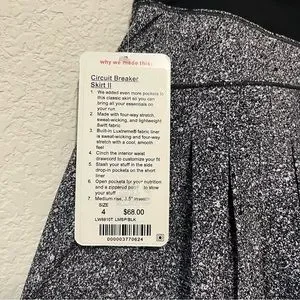 why we made this:
Circuit Breaker
Skirt II
1. We added even more pockets to
this classic skirt so you can
bring all your essentials on
your run
2. Made with four-way stretch,
sweat-wicking, and lightweight
Swift fabric
3. Built-in Luxtreme® fabric liner
is sweat-wicking and four-way
stretch with a cool, smooth
feel
4. Cinch the interior waist
drawcord to customize your fit
5. Stash your stuff in the side
drop-in pockets on the short
liner
6. Open pockets for your nutrition
and a zippered pocket to stow
your stuff
7. Medium rise, 3.5" inseam
SIZE
4 $68.00
LW8810T LMSP/BLK
000003770624